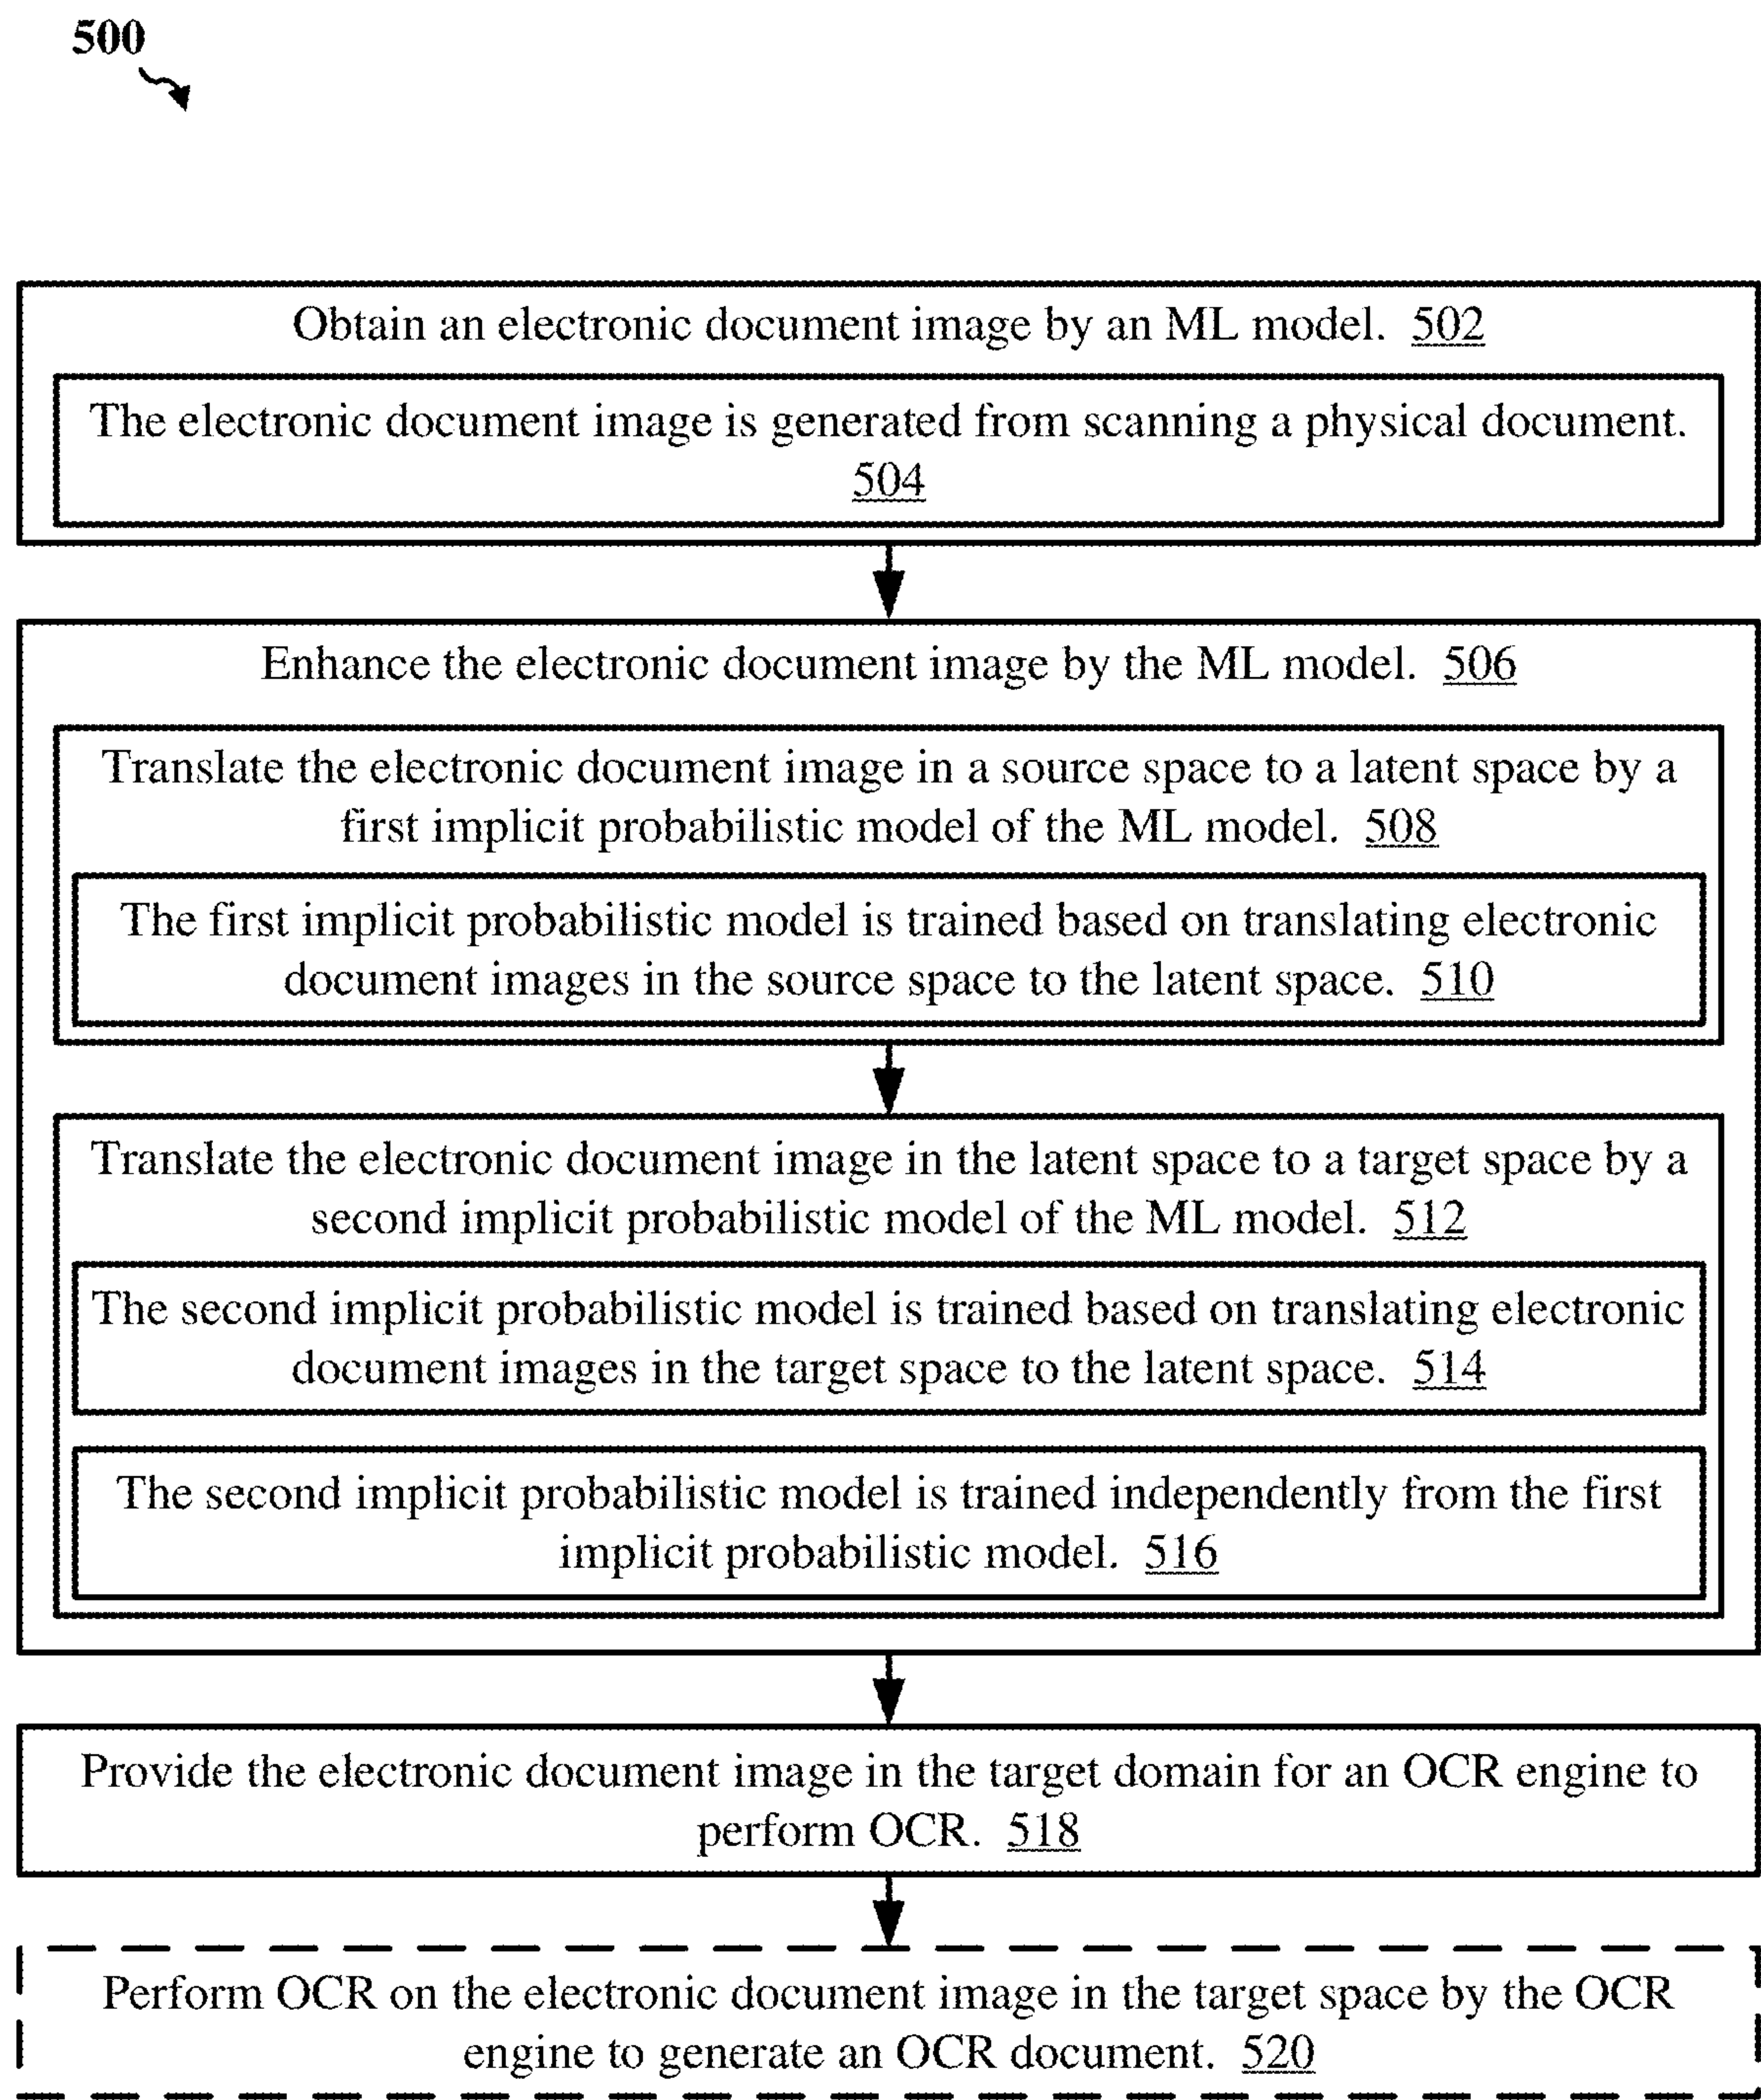 500
Obtain an electronic document image by an ML model. 502
The electronic document image is generated from scanning a physical document.
504
Enhance the electronic document image by the ML model. 506
Translate the electronic document image in a source space to a latent space by a
first implicit probabilistic model of the ML model. 508
The first implicit probabilistic model is trained based on translating electronic
document images in the source space to the latent space. 510
Translate the electronic document image in the latent space to a target space by a
second implicit probabilistic model of the ML model. 512
The second implicit probabilistic model is trained based on translating electronic
document images in the target space to the latent space. 514
The second implicit probabilistic model is trained independently from the first
implicit probabilistic model. 516
Provide the electronic document image in the target domain for an OCR engine to
perform OCR. 518
Perform OCR on the electronic document image in the target space by the OCR
engine to generate an OCR document. 520